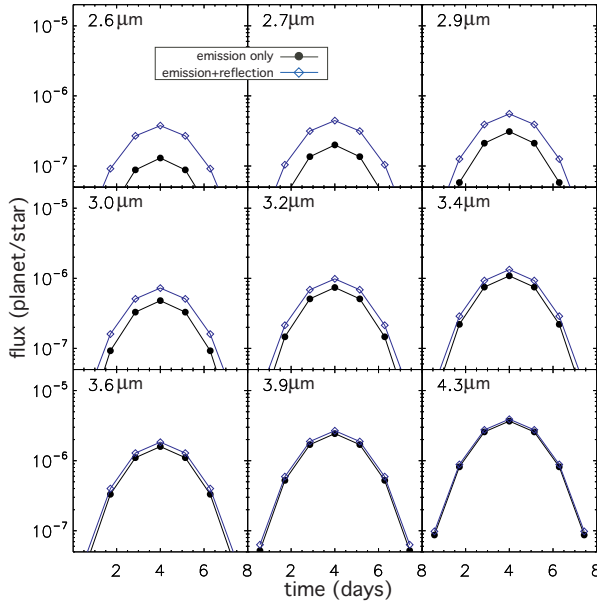 10⁻⁵
2.6μm
2.7μm
2.9μm
emission only
emission+reflection
10⁻⁶
10⁻⁷
10⁻⁵
3.0μm
3.2μm
3.4μm
10⁻⁶
10⁻⁷
flux (planet/star)
10⁻⁵
3.6μm
3.9μm
4.3μm
10⁻⁶
10⁻⁷
2 4 6 8 2 4 6 8 2 4 6 8
time (days)